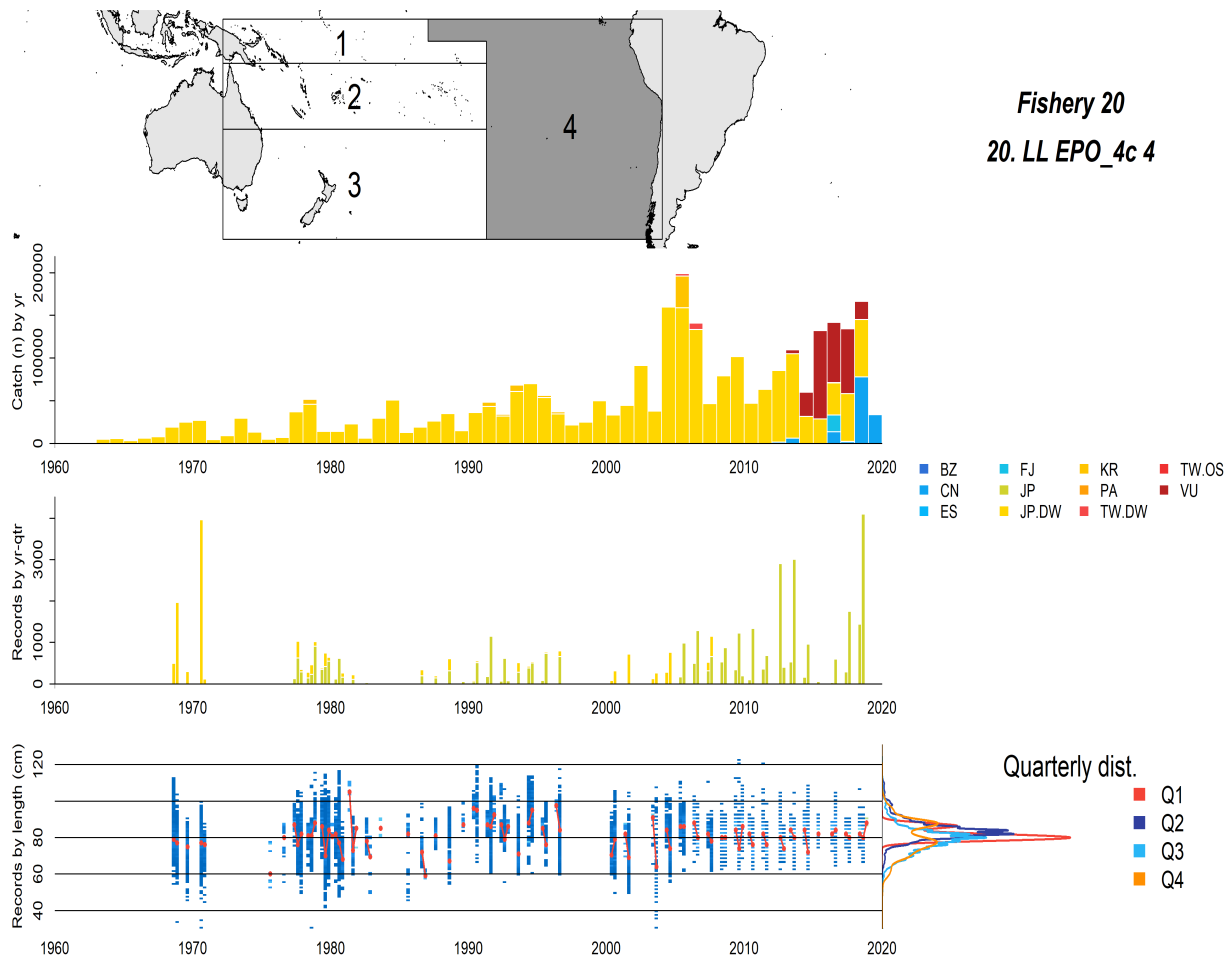 1
2
3
4
Fishery 20
20. LL EPO_4c 4
Catch (n) by yr
0
100000
200000
1960 1970 1980 1990 2000 2010 2020
BZ FJ KR TW.OS
CN JP PA VU
ES JP.DW TW.DW
Records by yr-qtr
0
1000
3000
1960 1970 1980 1990 2000 2010 2020
Records by length (cm)
40
60
80
120
1960 1970 1980 1990 2000 2010 2020
Quarterly dist.
Q1
Q2
Q3
Q4